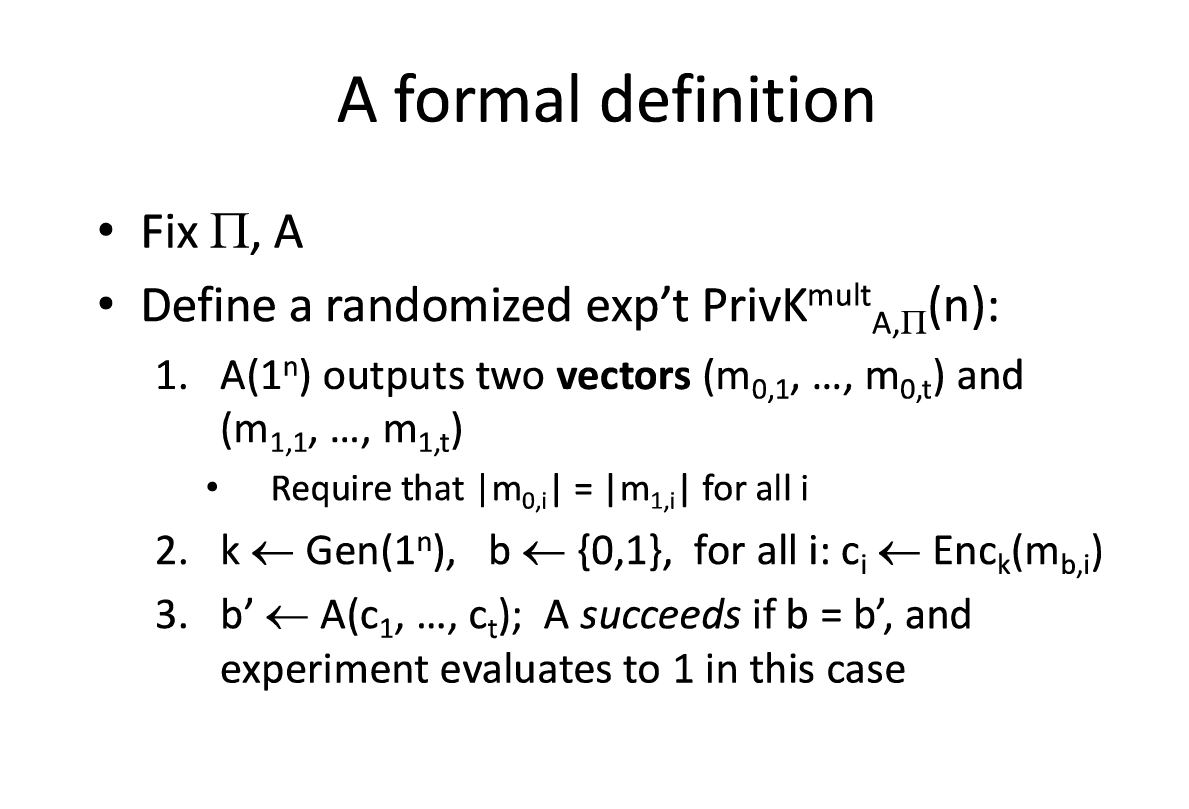 A formal definition
• Fix Π, A
• Define a randomized exp’t PrivK^mult_A,Π(n):
1. A(1^n) outputs two vectors (m_0,1, …, m_0,t) and
(m_1,1, …, m_1,t)
• Require that |m_0,i| = |m_1,i| for all i
2. k ← Gen(1^n), b ← {0,1}, for all i: c_i ← Enc_k(m_b,i)
3. b’ ← A(c_1, …, c_t); A succeeds if b = b’, and
experiment evaluates to 1 in this case